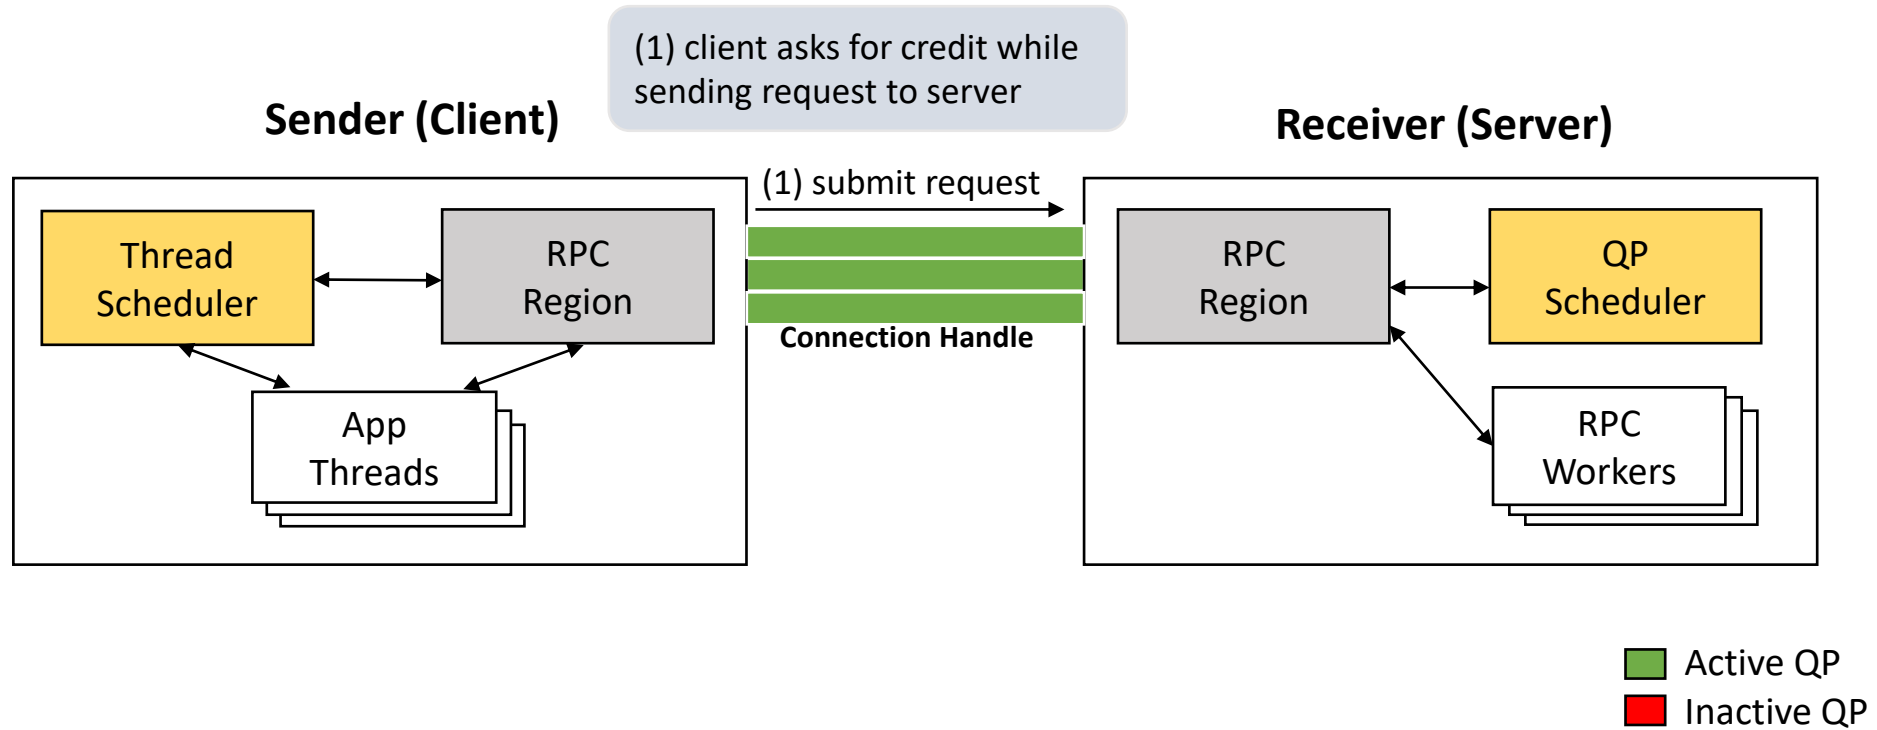 (1) client asks for credit while
sending request to server
Sender (Client)
Receiver (Server)
(1) submit request
Thread
Scheduler
RPC
Region
Connection Handle
App
Threads
RPC
Region
QP
Scheduler
RPC
Workers
Active QP
Inactive QP